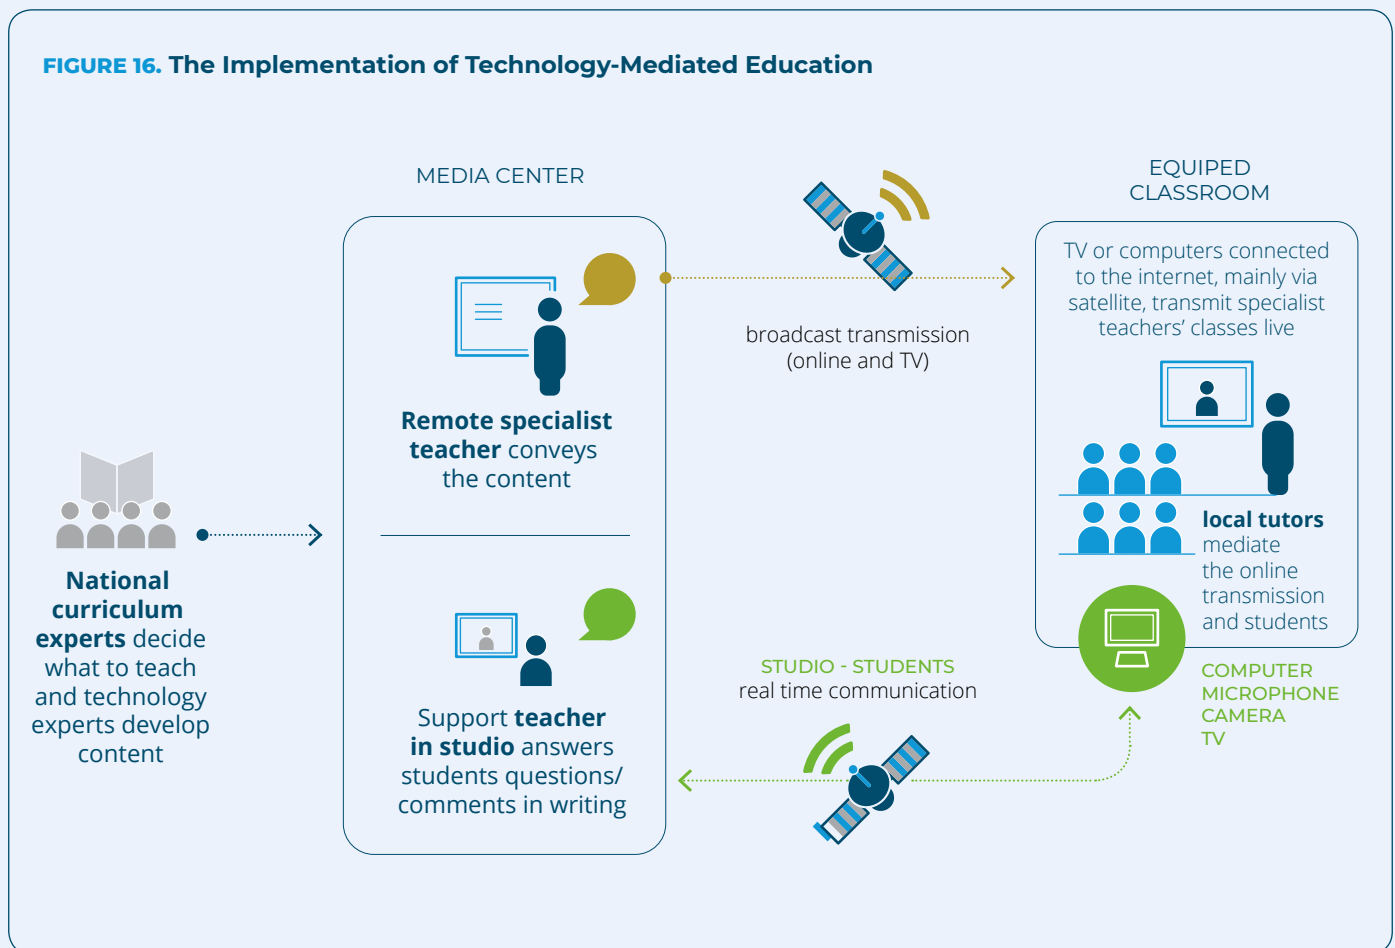 FIGURE 16. The Implementation of Technology-Mediated Education
National
curriculum
experts decide
what to teach
and technology
experts develop
content
MEDIA CENTER
Remote specialist
teacher conveys
the content
Support teacher
in studio answers
students questions/
comments in writing
broadcast transmission
(online and TV)
STUDIO - STUDENTS
real time communication
EQUIPED
CLASSROOM
TV or computers connected
to the internet, mainly via
satellite, transmit specialist
teachers’ classes live
local tutors
mediate
the online
transmission
and students
COMPUTER
MICROPHONE
CAMERA
TV